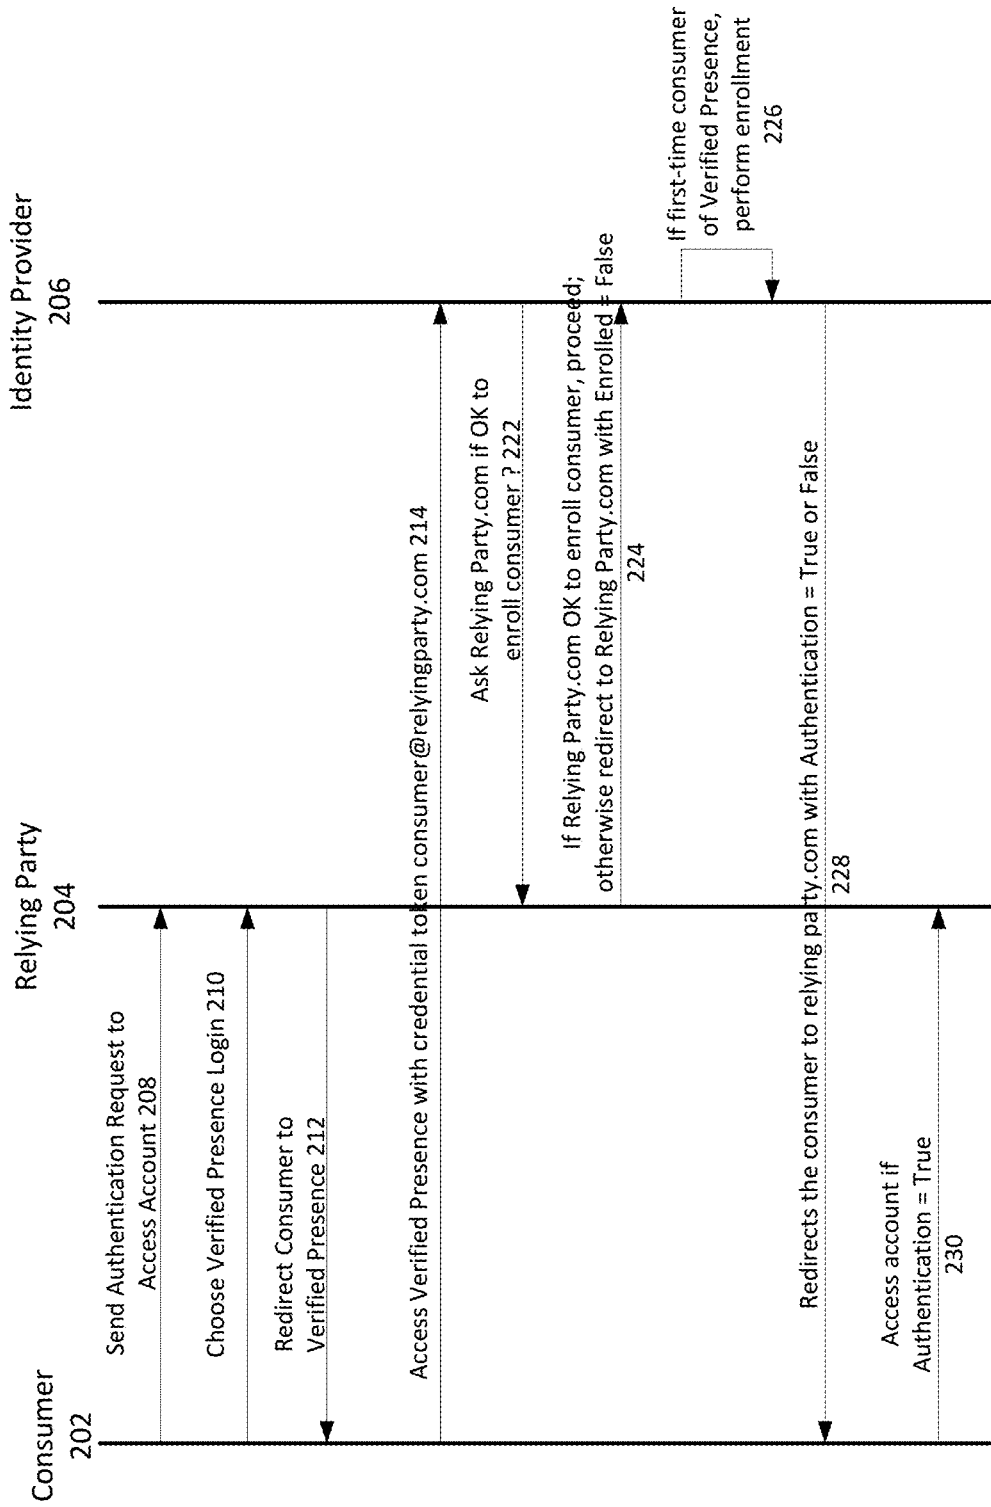 Consumer
202
Relying Party
204
Identity Provider
206
Send Authentication Request to
Access Account 208
Choose Verified Presence Login 210
Redirect Consumer to
Verified Presence 212
Access Verified Presence with credential token consumer@relyingparty.com 214
Ask Relying Party.com if OK to
enroll consumer ? 222
If Relying Party.com OK to enroll consumer, proceed;
otherwise redirect to Relying Party.com with Enrolled = False
224
If first-time consumer
of Verified Presence,
perform enrollment
226
Redirects the consumer to relying party.com with Authentication = True or False
228
Access account if
Authentication = True
230